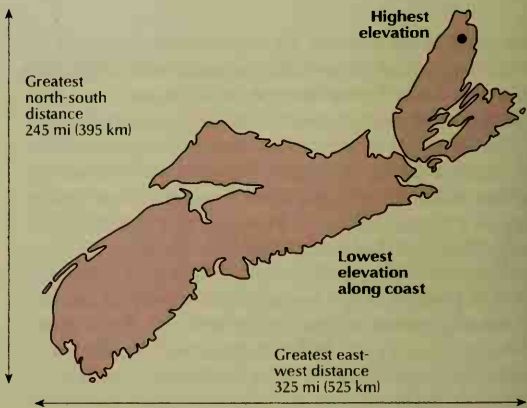 Highest
elevation
Greatest
north-south
distance
245 mi (395 km)
Lowest
elevation
along coast
Greatest east-
west distance
325 mi (525 km)